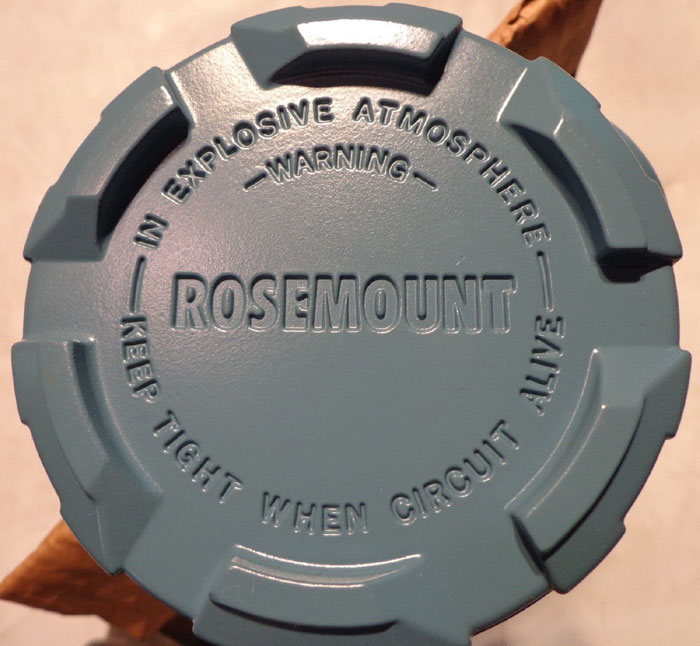 IN EXPLOSIVE ATMOSPHERE
—WARNING—
ROSEMOUNT
—KEEP TIGHT WHEN CIRCUIT ALIVE—